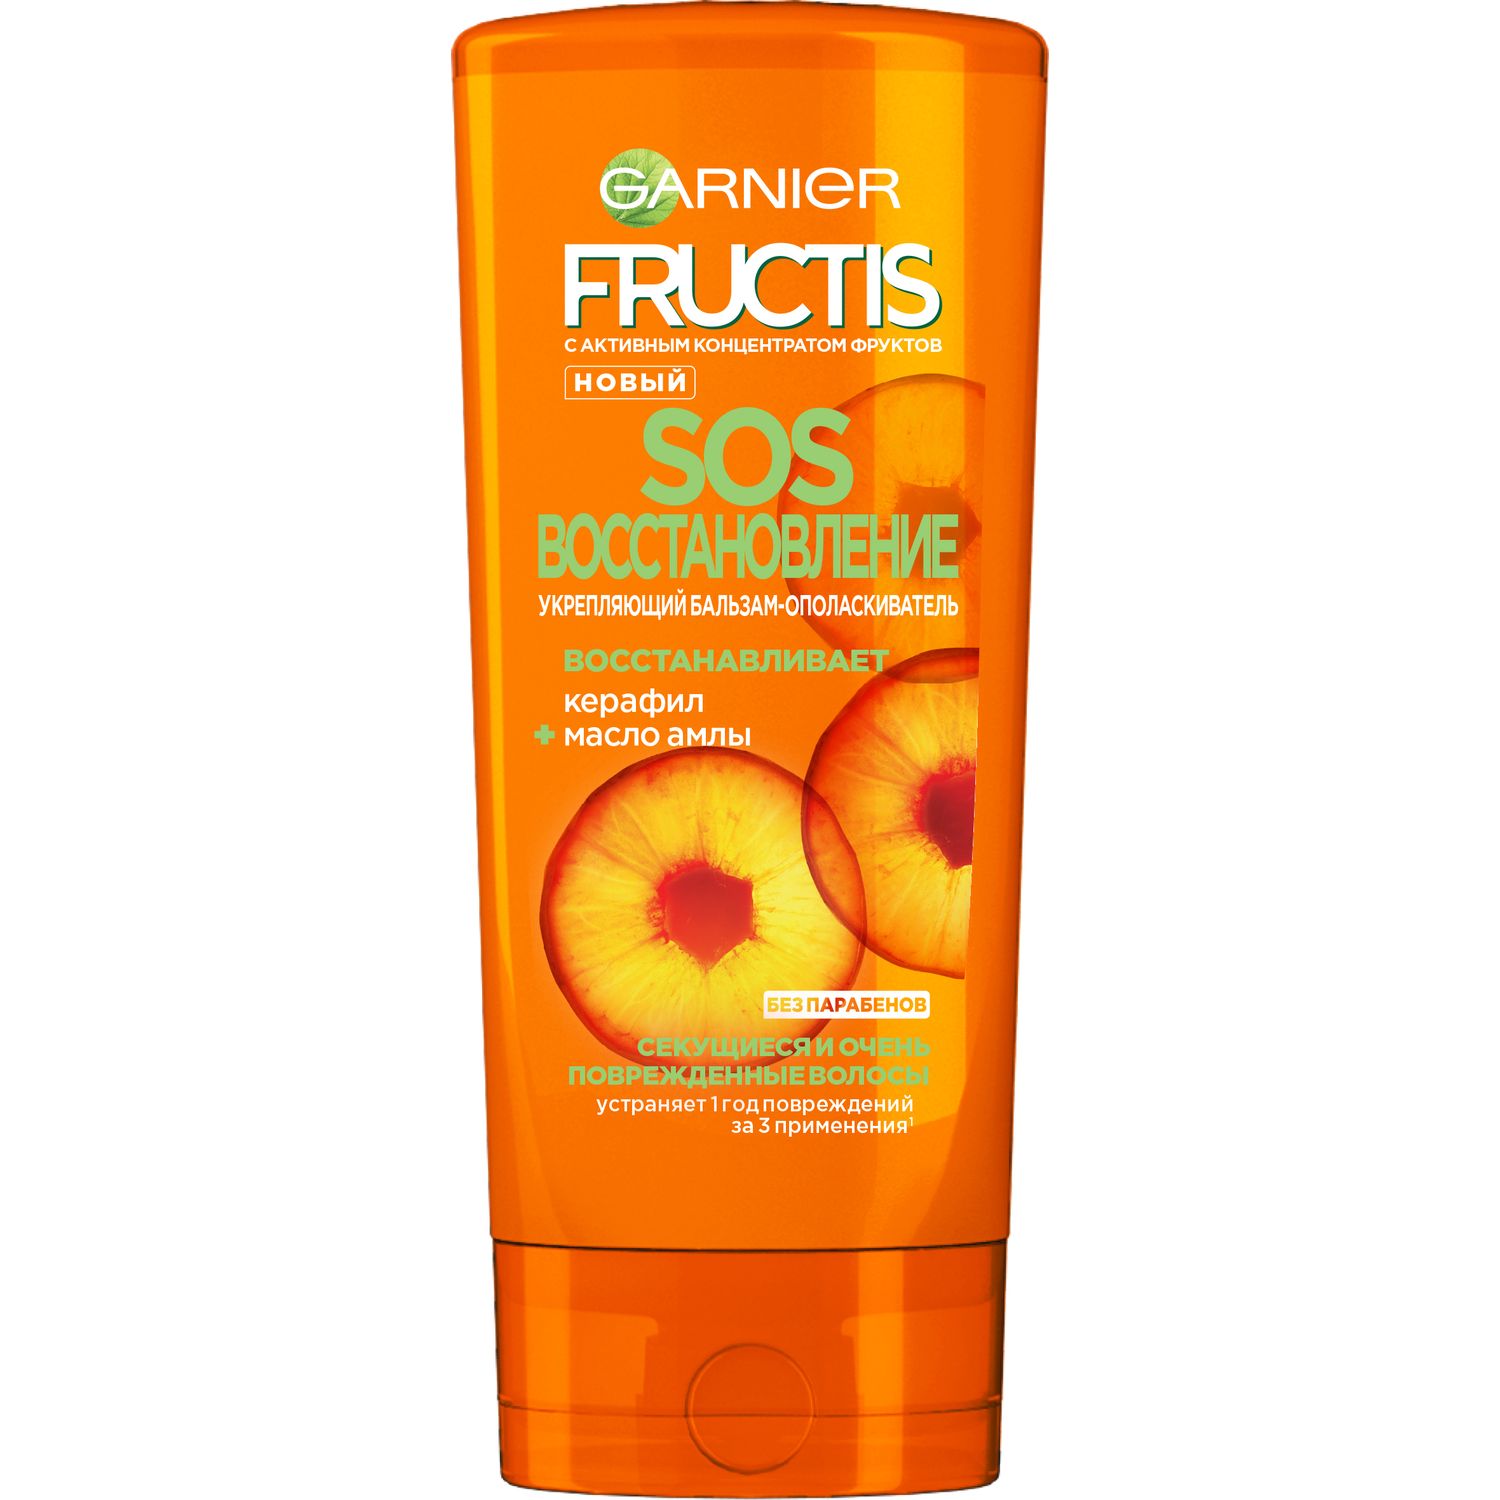 GARNIER
FRUCTIS
С АКТИВНЫМ КОНЦЕНТРАТОМ ФРУКТОВ
НОВЫЙ
SOS
ВОССТАНОВЛЕНИЕ
УКРЕПЛЯЮЩИЙ БАЛЬЗАМ-ОПОЛАСКИВАТЕЛЬ
ВОССТАНАВЛИВАЕТ
керафил
+ масло амлы
БЕЗ ПАРАБЕНОВ
СЕКУЩИЕСЯ И ОЧЕНЬ
ПОВРЕЖДЕННЫЕ ВОЛОСЫ
устраняет 1 год повреждений
за 3 применения¹